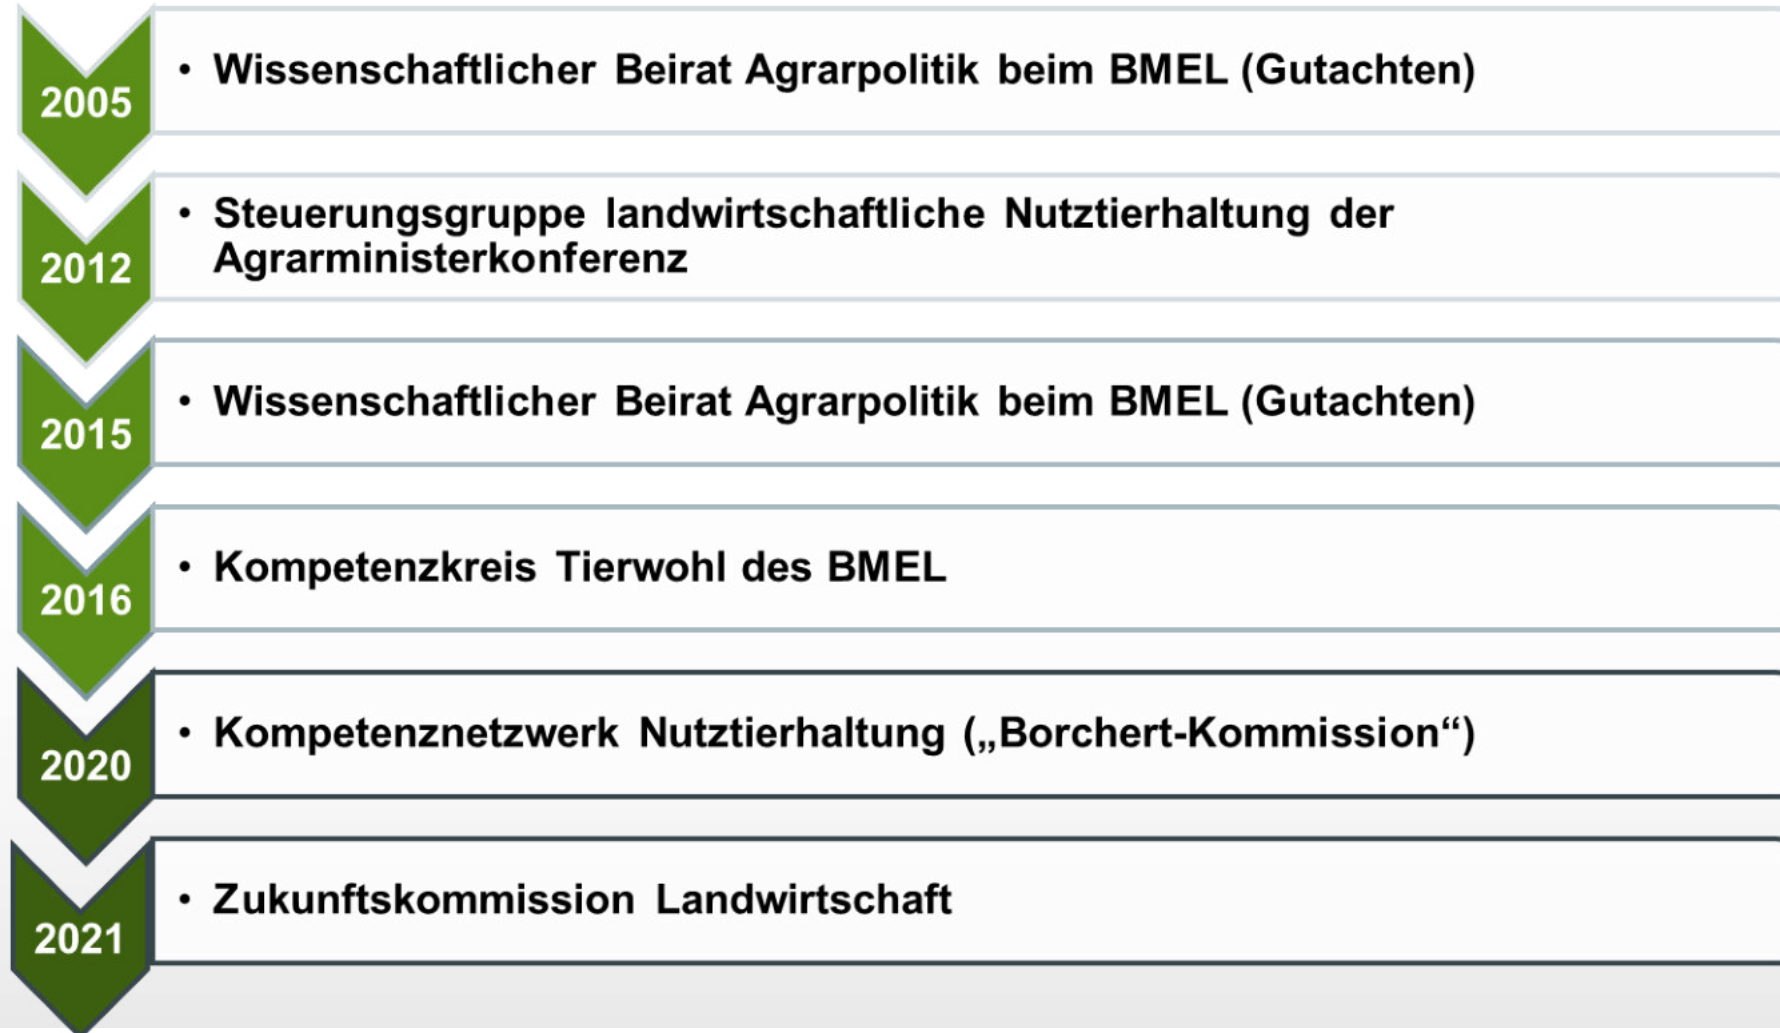 2005
• Wissenschaftlicher Beirat Agrarpolitik beim BMEL (Gutachten)
2012
• Steuerungsgruppe landwirtschaftliche Nutztierhaltung der
Agrarministerkonferenz
2015
• Wissenschaftlicher Beirat Agrarpolitik beim BMEL (Gutachten)
2016
• Kompetenzkreis Tierwohl des BMEL
2020
• Kompetenznetzwerk Nutztierhaltung („Borchert-Kommission“)
2021
• Zukunftskommission Landwirtschaft